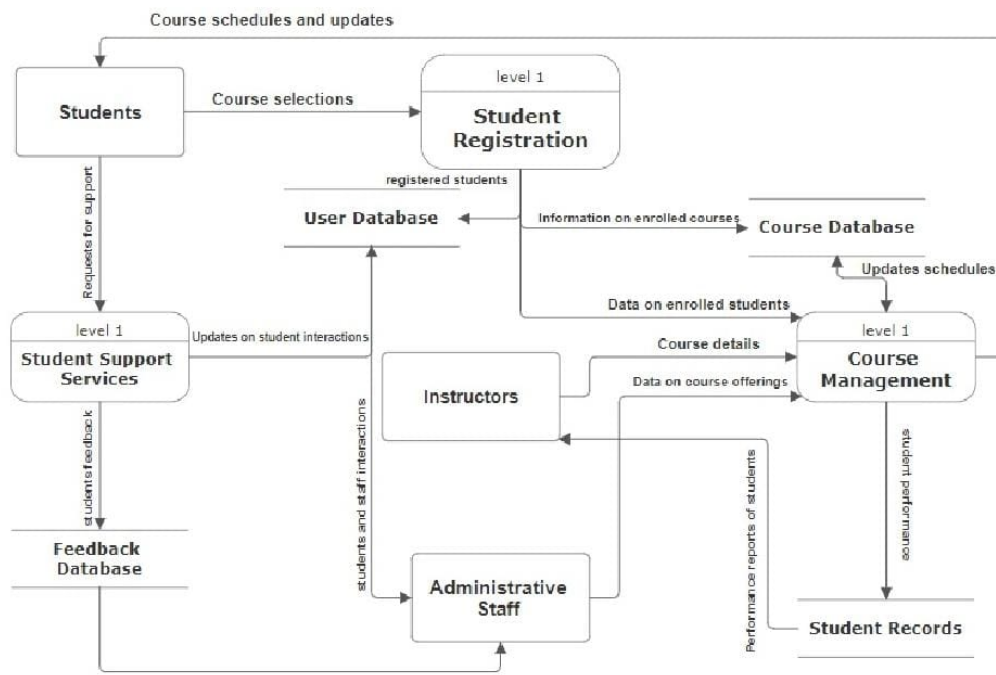 Course schedules and updates
Students
Course selections
level 1
Student
Registration
registered students
Requests for support
User Database
Information on enrolled courses
Course Database
Updates schedules
Data on enrolled students
level 1
Student Support
Services
Updates on student interactions
level 1
Course
Management
Course details
Instructors
Data on course offerings
students feedback
students and staff interactions
Performance reports of students
student performance
Feedback
Database
Administrative
Staff
Student Records